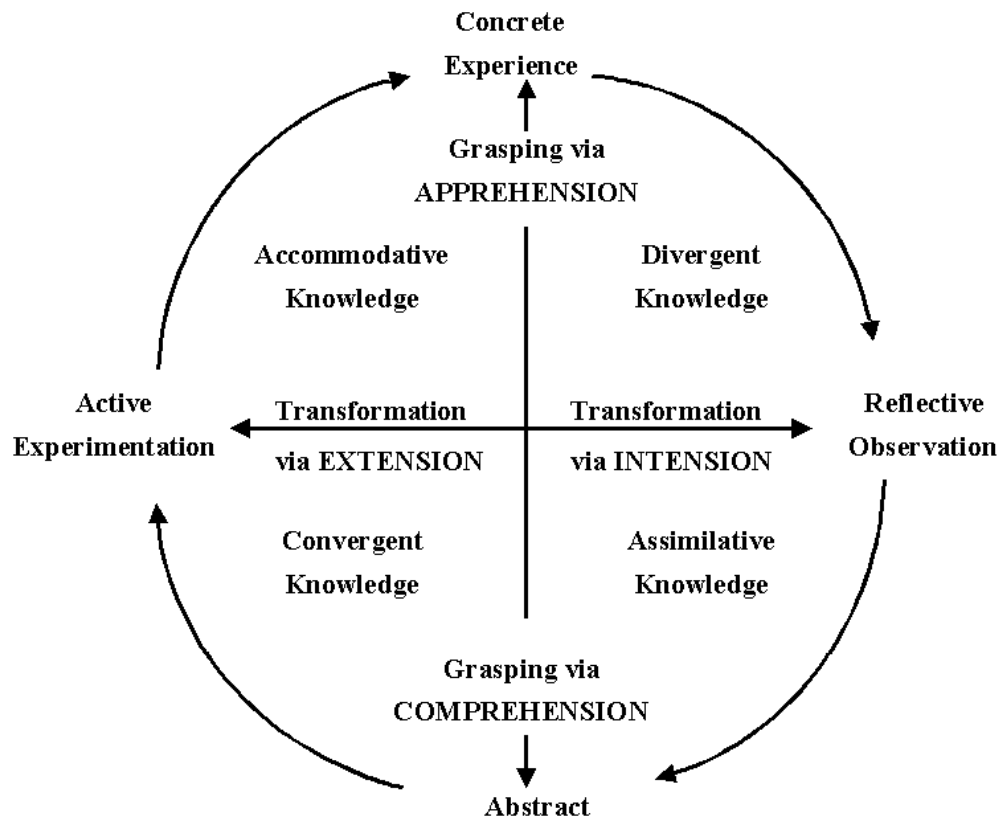 Concrete
Experience
Grasping via
APPREHENSION
Accommodative
Knowledge
Divergent
Knowledge
Active
Experimentation
Transformation
via EXTENSION
Transformation
via INTENSION
Reflective
Observation
Convergent
Knowledge
Assimilative
Knowledge
Grasping via
COMPREHENSION
Abstract